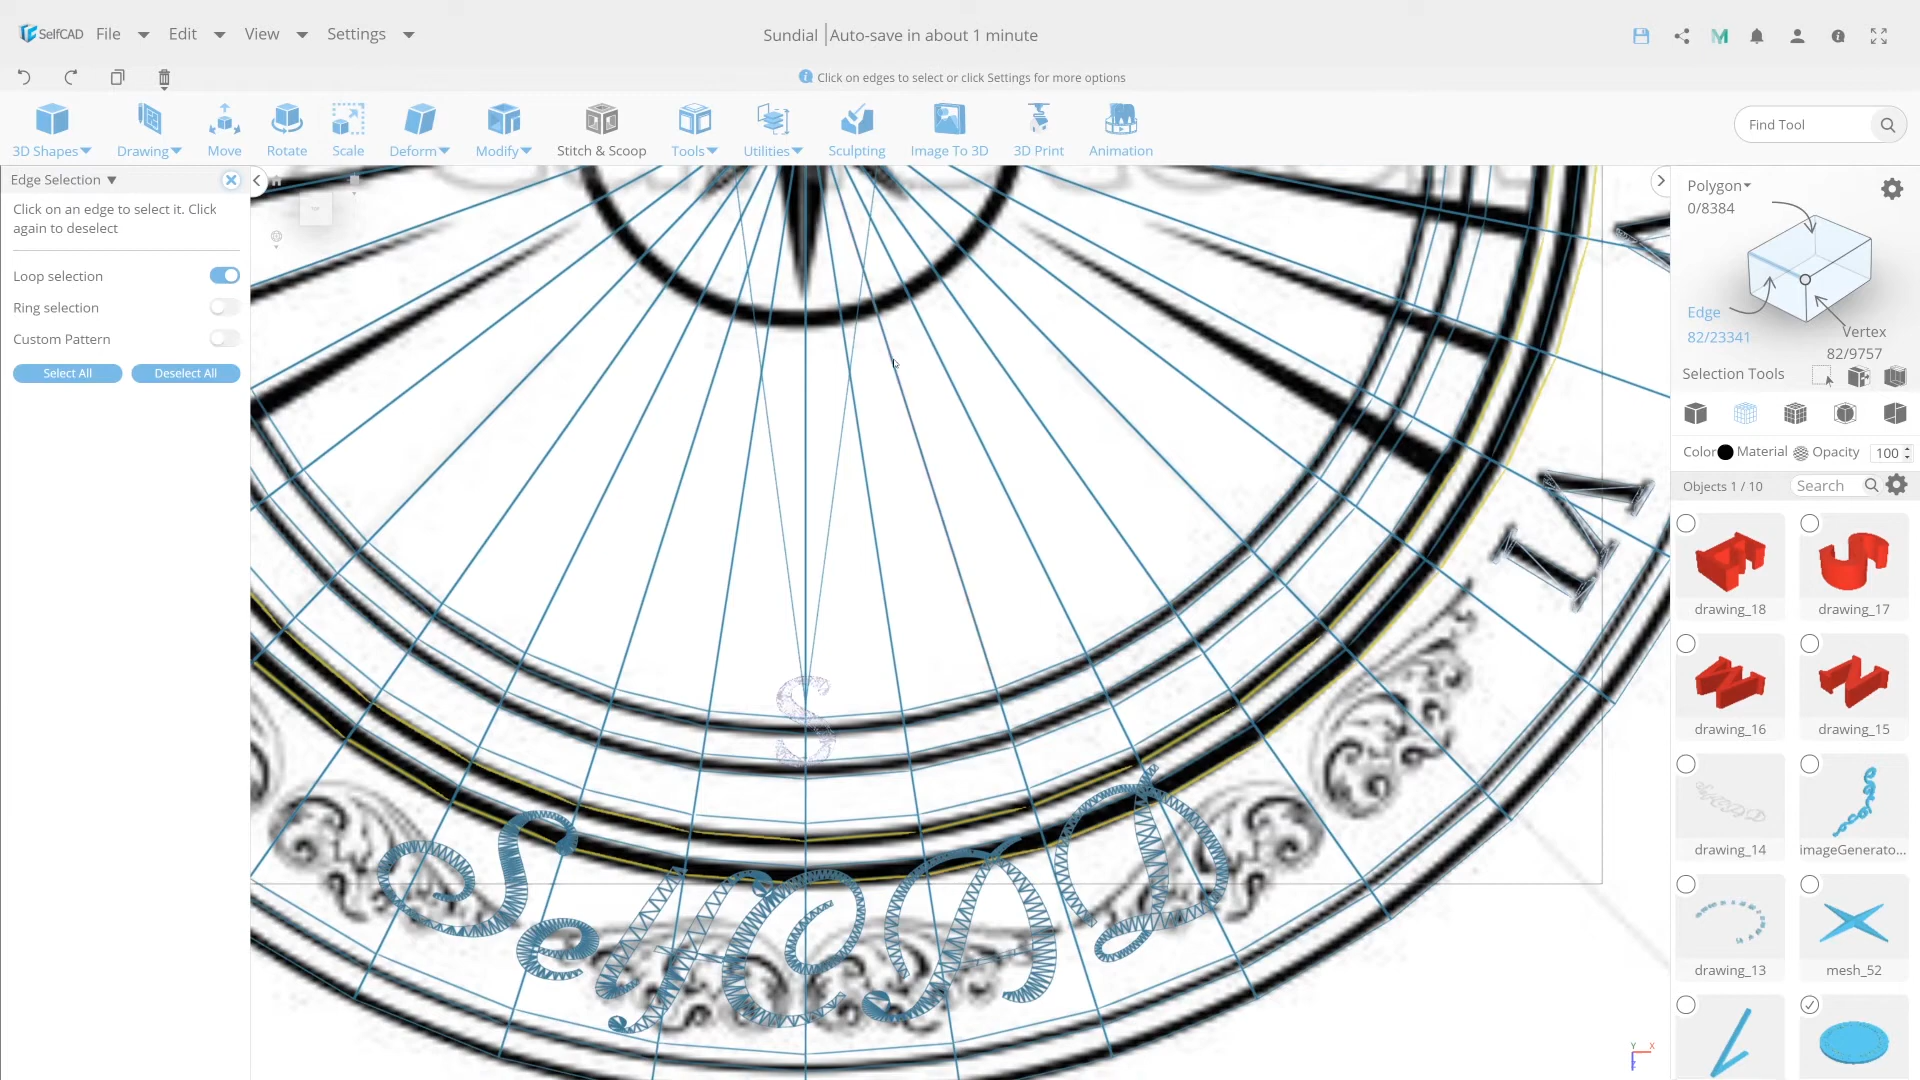 SelfCAD File Edit View Settings
Sundial |Auto-save in about 1 minute
Click on edges to select or click Settings for more options
3D Shapes Drawing Move Rotate Scale Deform Modify Stitch & Scoop Tools Utilities Sculpting Image To 3D 3D Print Animation
Find Tool
Edge Selection
Click on an edge to select it. Click
again to deselect
Loop selection
Ring selection
Custom Pattern
Select All Deselect All
Polygon
0/8384
Edge
82/23341
Vertex
82/9757
Selection Tools
Color Material Opacity 100
Objects 1 / 10 Search
drawing_18 drawing_17
drawing_16 drawing_15
drawing_14 imageGenerato...
drawing_13 mesh_52
S
SelfCAD
VI
Y X